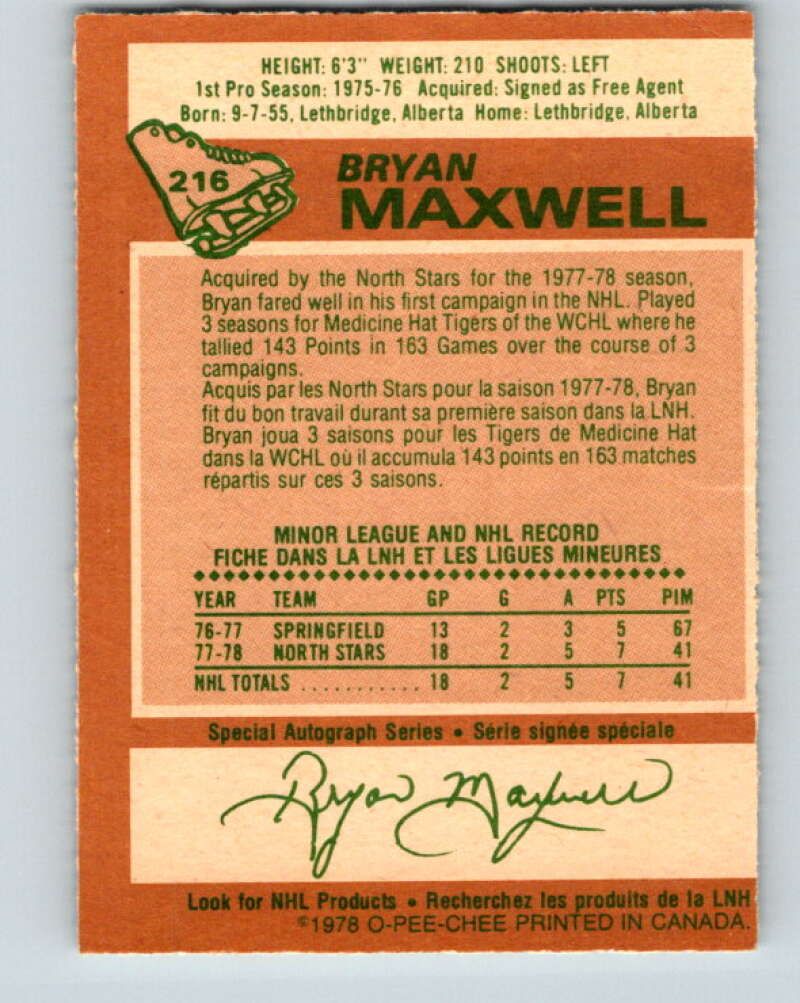 HEIGHT: 6'3" WEIGHT: 210 SHOOTS: LEFT
1st Pro Season: 1975-76 Acquired: Signed as Free Agent
Born: 9-7-55, Lethbridge, Alberta Home: Lethbridge, Alberta
216
BRYAN
MAXWELL
Acquired by the North Stars for the 1977-78 season,
Bryan fared well in his first campaign in the NHL. Played
3 seasons for Medicine Hat Tigers of the WCHL where he
tallied 143 Points in 163 Games over the course of 3
campaigns.
Acquis par les North Stars pour la saison 1977-78, Bryan
fit du bon travail durant sa première saison dans la LNH.
Bryan joua 3 saisons pour les Tigers de Medicine Hat
dans la WCHL où il accumula 143 points en 163 matches
répartis sur ces 3 saisons.
MINOR LEAGUE AND NHL RECORD
FICHE DANS LA LNH ET LES LIGUES MINEURES
YEAR TEAM GP G A PTS PIM
76-77 SPRINGFIELD 13 2 3 5 67
77-78 NORTH STARS 18 2 5 7 41
NHL TOTALS ............ 18 2 5 7 41
Special Autograph Series • Série signée spéciale
Bryan Maxwell
Look for NHL Products • Recherchez les produits de la LNH
©1978 O-PEE-CHEE PRINTED IN CANADA.